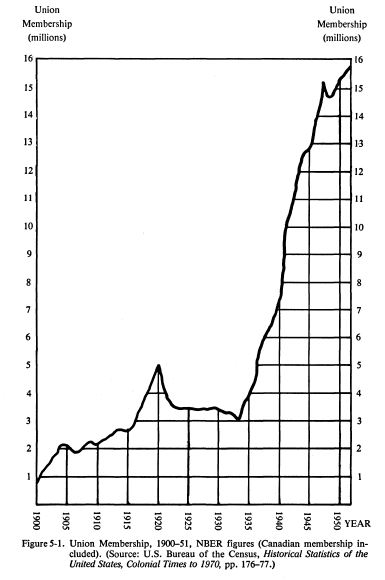 Union Union
Membership Membership
(millions) (millions)
16 16
15 15
14 14
13 13
12 12
11 11
10 10
9 9
8 8
7 7
6 6
5 5
4 4
3 3
2 2
1 1
1900 1905 1910 1915 1920 1925 1930 1935 1940 1945 1950 YEAR
Figure 5-1. Union Membership, 1900–51, NBER figures (Canadian membership in-
cluded). (Source: U.S. Bureau of the Census, Historical Statistics of the
United States, Colonial Times to 1970, pp. 176–77.)